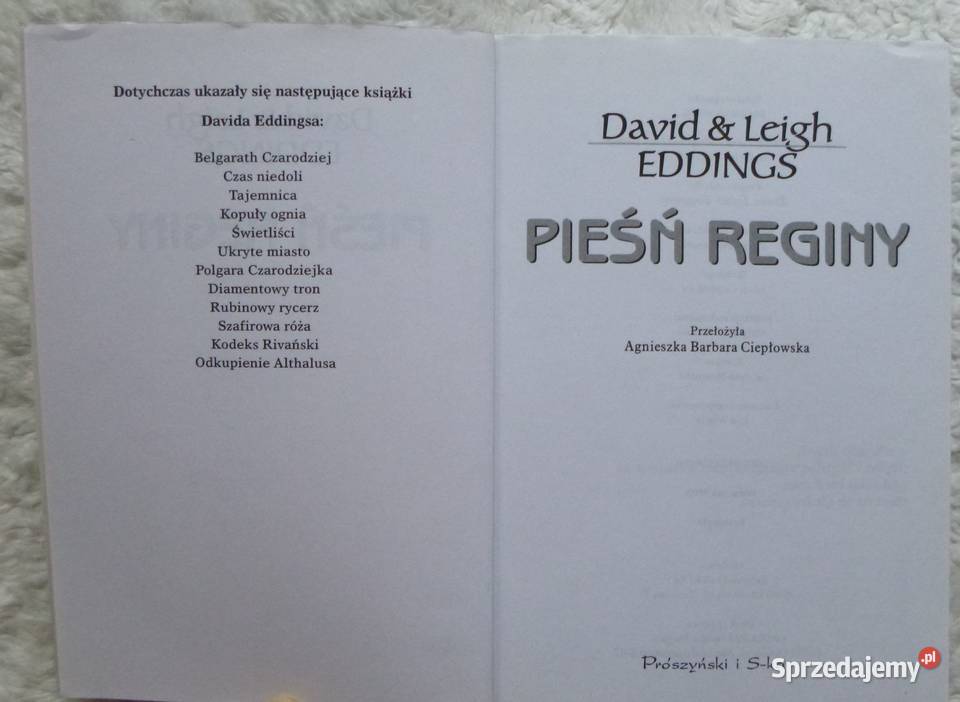 Dotychczas ukazały się następujące książki
Davida Eddingsa:
Belgarath Czarodziej
Czas niedoli
Tajemnica
Kopuły ognia
Świetliści
Ukryte miasto
Polgara Czarodziejka
Diamentowy tron
Rubinowy rycerz
Szafirowa róża
Kodeks Rivański
Odkupienie Althalusa
David & Leigh
EDDINGS
PIEŚŃ REGINY
Przełożyła
Agnieszka Barbara Ciepłowska
Prószyński i S-k
Sprzedajemy.pl